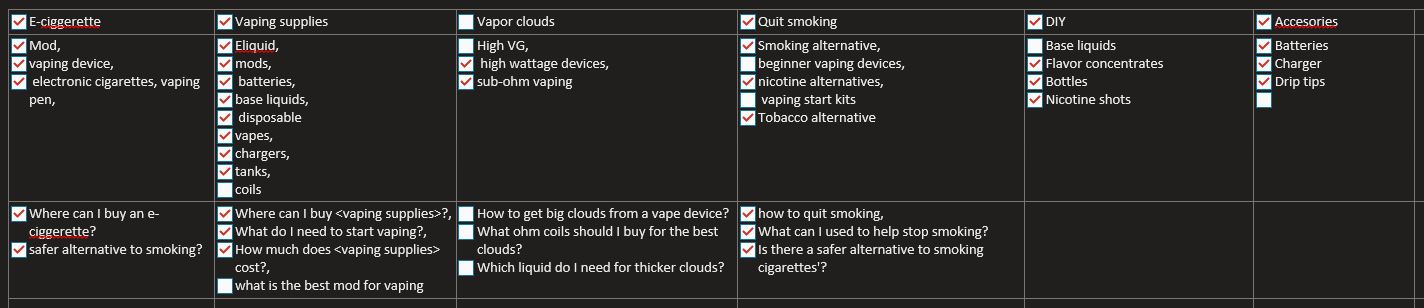 E-ciggerette
Vaping supplies
Vapor clouds
Quit smoking
DIY
Accesories
Mod,
vaping device,
electronic cigarettes, vaping
pen,
Eliquid,
mods,
batteries,
base liquids,
disposable
vapes,
chargers,
tanks,
coils
High VG,
high wattage devices,
sub-ohm vaping
Smoking alternative,
beginner vaping devices,
nicotine alternatives,
vaping start kits
Tobacco alternative
Base liquids
Flavor concentrates
Bottles
Nicotine shots
Batteries
Charger
Drip tips
Where can I buy an e-
ciggerette?
safer alternative to smoking?
Where can I buy <vaping supplies>?,
What do I need to start vaping?,
How much does <vaping supplies>
cost?,
what is the best mod for vaping
How to get big clouds from a vape device?
What ohm coils should I buy for the best
clouds?
Which liquid do I need for thicker clouds?
how to quit smoking,
What can I used to help stop smoking?
Is there a safer alternative to smoking
cigarettes'?